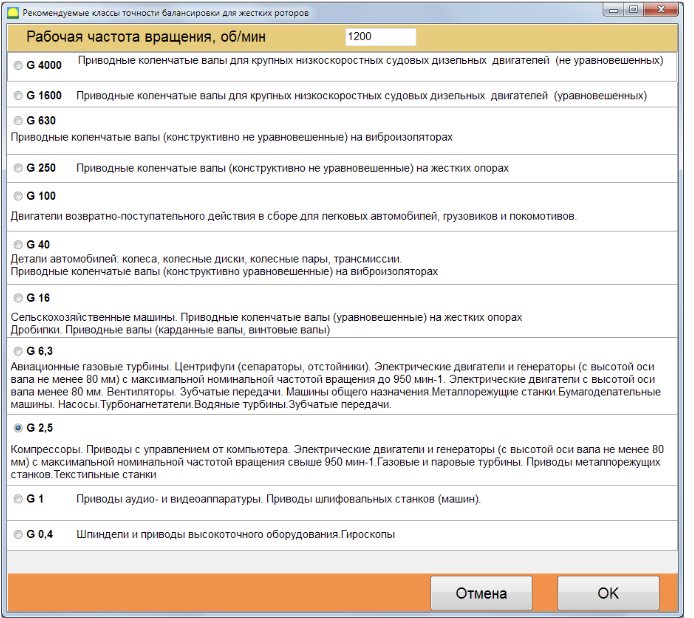 Рекомендуемые классы точности балансировки для жестких роторов
Рабочая частота вращения, об/мин 1200
G 4000 Приводные коленчатые валы для крупных низкоскоростных судовых дизельных двигателей (не уравновешенных)
G 1600 Приводные коленчатые валы для крупных низкоскоростных судовых дизельных двигателей (уравновешенных)
G 630
Приводные коленчатые валы (конструктивно не уравновешенные) на виброизоляторах
G 250 Приводные коленчатые валы (конструктивно не уравновешенные) на жестких опорах
G 100
Двигатели возвратно-поступательного действия в сборе для легковых автомобилей, грузовиков и локомотивов.
G 40
Детали автомобилей: колеса, колесные диски, колесные пары, трансмиссии.
Приводные коленчатые валы (конструктивно уравновешенные) на виброизоляторах
G 16
Сельскохозяйственные машины. Приводные коленчатые валы (уравновешенные) на жестких опорах
Дробилки. Приводные валы (карданные валы, винтовые валы)
G 6,3
Авиационные газовые турбины. Центрифуги (сепараторы, отстойники). Электрические двигатели и генераторы (с высотой оси
вала не менее 80 мм) с максимальной номинальной частотой вращения до 950 мин-1. Электрические двигатели с высотой оси
вала менее 80 мм. Вентиляторы. Зубчатые передачи. Машины общего назначения.Металлорежущие станки.Бумагоделательные
машины. Насосы.Турбонагнетатели.Водяные турбины.Зубчатые передачи.
G 2,5
Компрессоры. Приводы с управлением от компьютера. Электрические двигатели и генераторы (с высотой оси вала не менее 80
мм) с максимальной номинальной частотой вращения свыше 950 мин-1.Газовые и паровые турбины. Приводы металлорежущих
станков.Текстильные станки
G 1 Приводы аудио- и видеоаппаратуры. Приводы шлифовальных станков (машин).
G 0,4 Шпиндели и приводы высокоточного оборудования.Гироскопы
Отмена OK